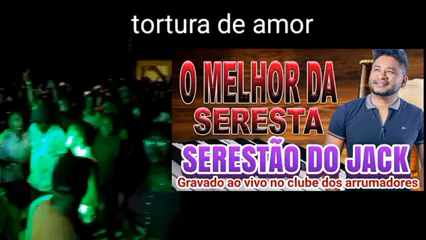 tortura de amor
O MELHOR DA
SERESTA
SERESTÃO DO JACK
Gravado ao vivo no clube dos arrumadores